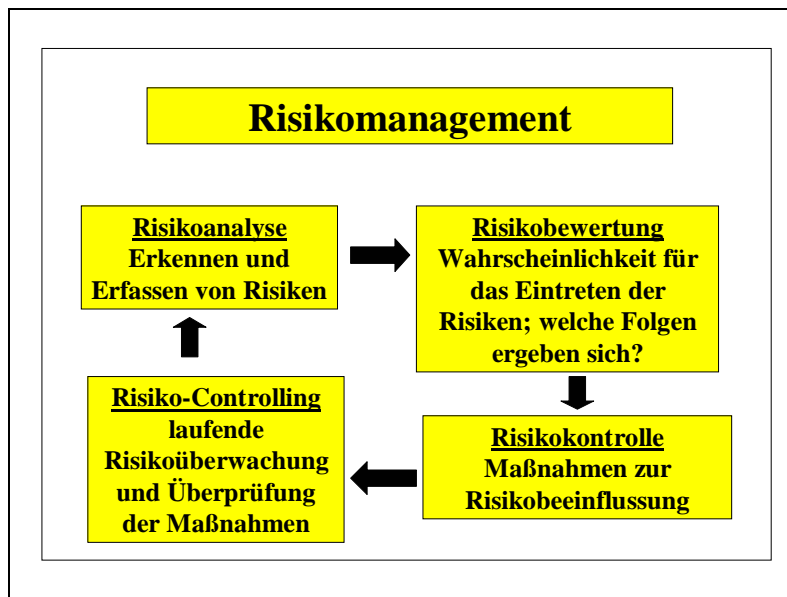 Risikomanagement
Risikoanalyse
Erkennen und
Erfassen von Risiken
Risikobewertung
Wahrscheinlichkeit für
das Eintreten der
Risiken; welche Folgen
ergeben sich?
Risikokontrolle
Maßnahmen zur
Risikobeeinflussung
Risiko-Controlling
laufende
Risikoüberwachung
und Überprüfung
der Maßnahmen